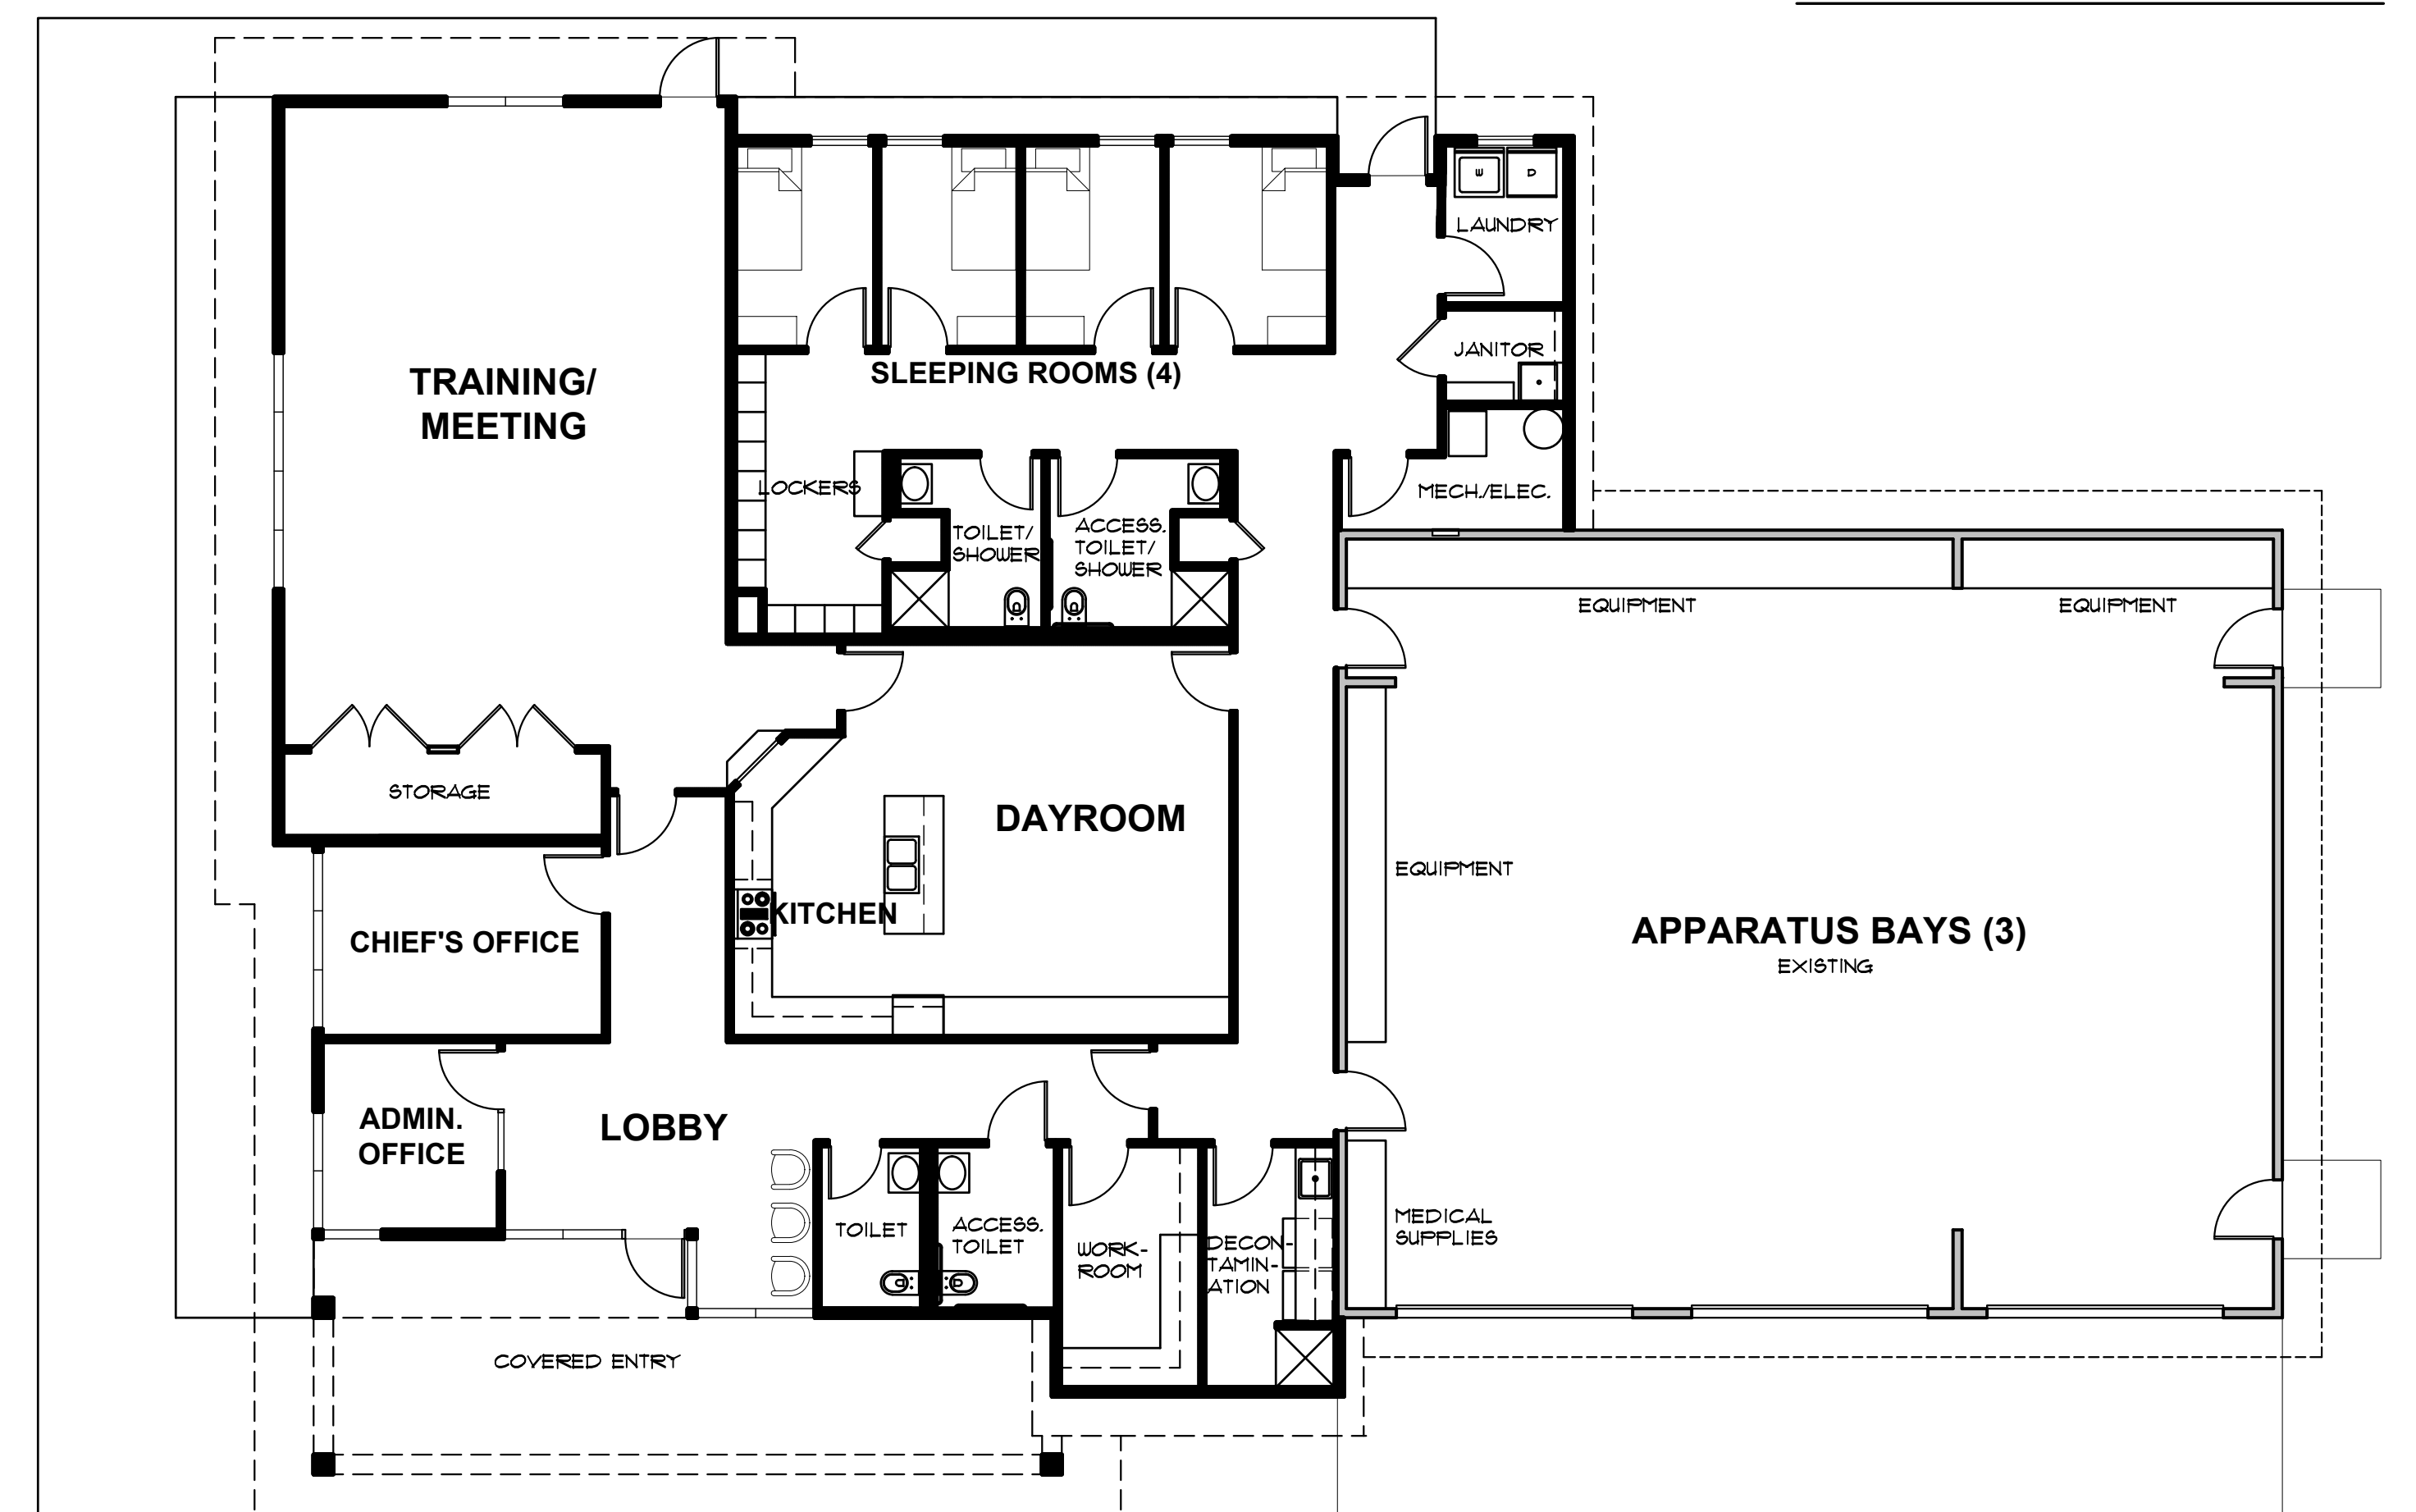 W
D
LAUNDRY
TRAINING/
MEETING
SLEEPING ROOMS (4)
JANITOR
LOCKERS
MECH./ELEC.
TOILET/
SHOWER
ACCESS.
TOILET/
SHOWER
EQUIPMENT
EQUIPMENT
STORAGE
DAYROOM
EQUIPMENT
KITCHEN
CHIEF'S OFFICE
APPARATUS BAYS (3)
EXISTING
ADMIN.
OFFICE
LOBBY
TOILET
ACCESS.
TOILET
WORK-
ROOM
DECON-
TAMIN-
ATION
MEDICAL
SUPPLIES
COVERED ENTRY